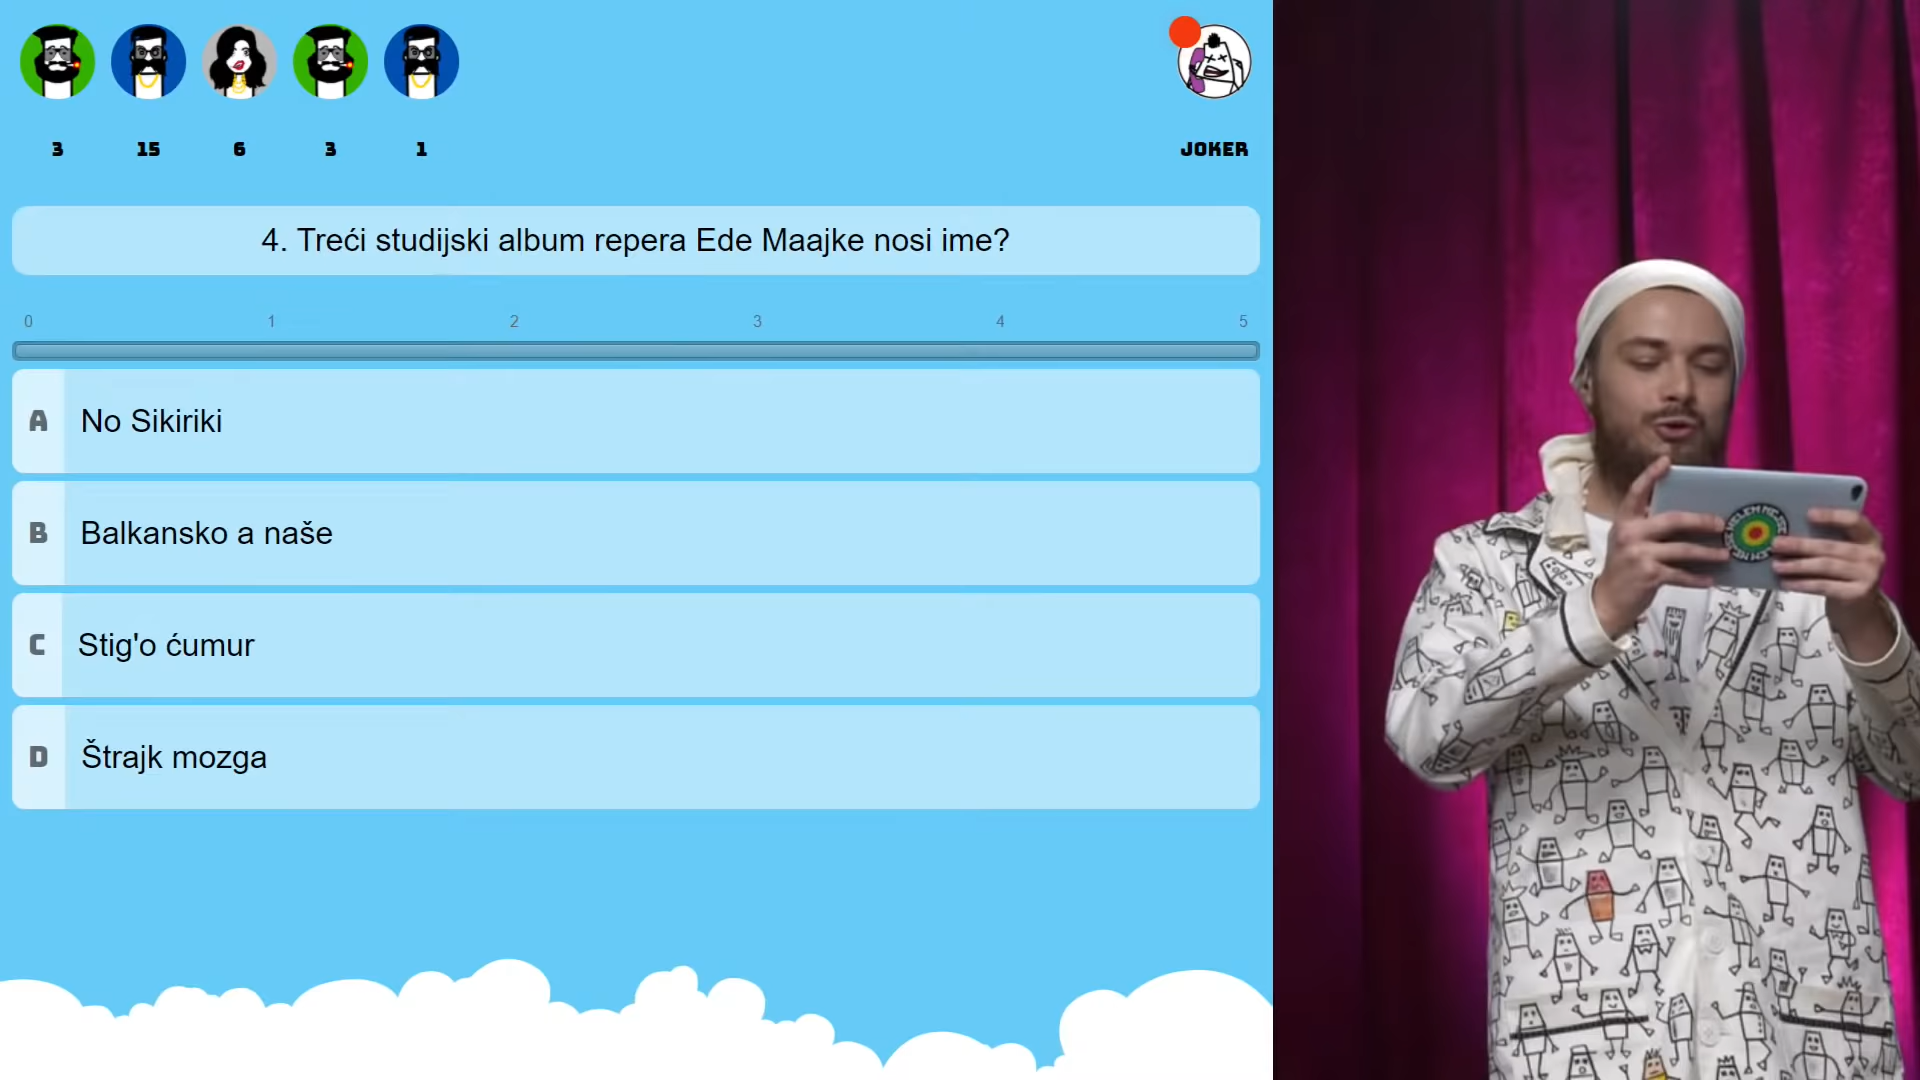 3 15 6 3 1 JOKER
4. Treći studijski album repera Ede Maajke nosi ime?
0 1 2 3 4 5
A No Sikiriki
B Balkansko a naše
C Stig'o ćumur
D Štrajk mozga